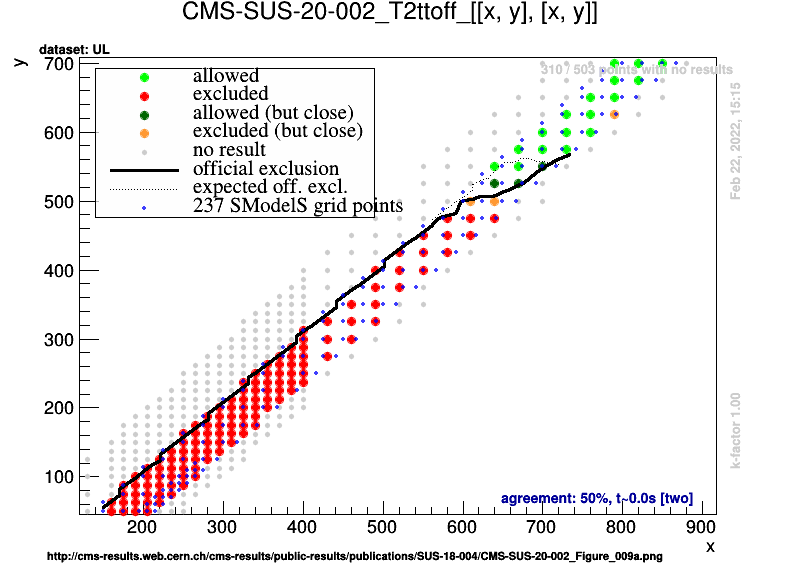 CMS-SUS-20-002_T2ttoff_[[x, y], [x, y]]
dataset: UL
y
310 / 503 points with no results
allowed
excluded
allowed (but close)
excluded (but close)
no result
official exclusion
expected off. excl.
237 SModelS grid points
Feb 22, 2022, 15:15
k-factor 1.00
700
600
500
400
300
200
100
agreement: 50%, t~0.0s [two]
200 300 400 500 600 700 800 900
x
http://cms-results.web.cern.ch/cms-results/public-results/publications/SUS-18-004/CMS-SUS-20-002_Figure_009a.png